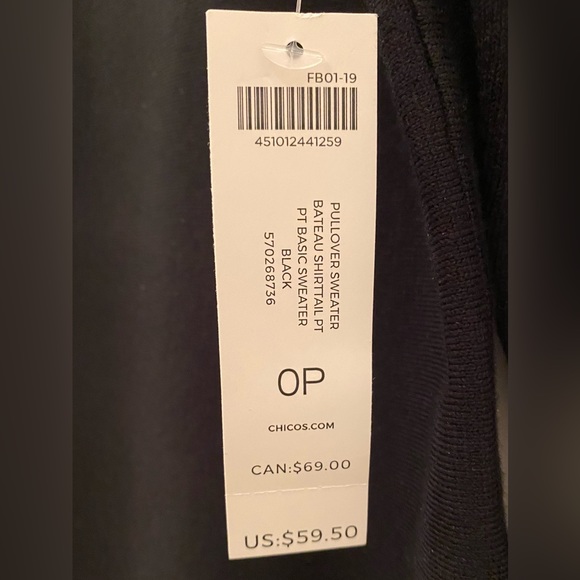 FB01-19
451012441259
PULLOVER SWEATER
BATEAU SHIRTTAIL PT
PT BASIC SWEATER
BLACK
570268736
0P
CHICOS.COM
CAN:$69.00
US:$59.50